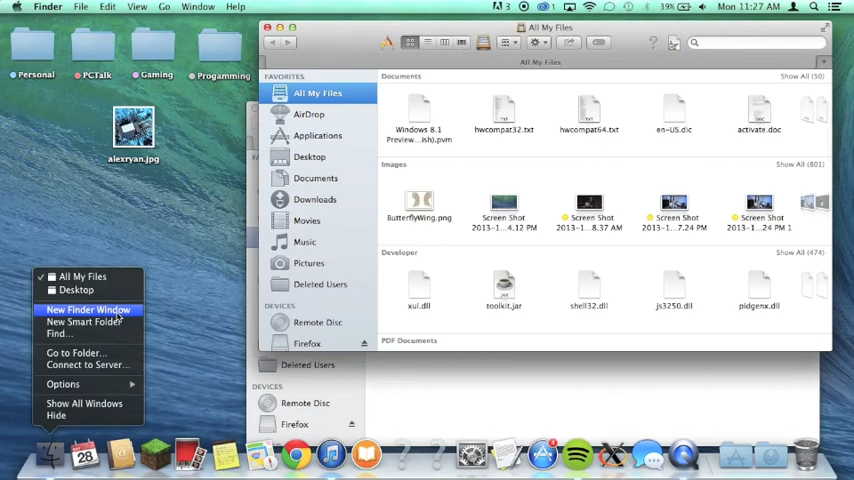 Finder File Edit View Go Window Help
3 1 39% Mon 11:27 AM
Personal PCTalk Gaming Progamming
alexryan.jpg
All My Files
All My Files
FAVORITES
All My Files
AirDrop
Applications
Desktop
Documents
Downloads
Movies
Music
Pictures
Deleted Users
DEVICES
Remote Disc
Firefox
Documents Show All (50)
Windows 8.1 hwcompat32.txt hwcompat64.txt en-US.dic activate.doc
Preview...ish).pvm
Images Show All (801)
ButterflyWing.png Screen Shot Screen Shot Screen Shot Screen Shot
2013-1...4.12 PM 2013-1...8.37 AM 2013-1...7.24 PM 2013-1...24 PM 1
Developer Show All (474)
JAR
xul.dll toolkit.jar shell32.dll js3250.dll pidgenx.dll
PDF Documents
Deleted Users
DEVICES
Remote Disc
Firefox
✓ All My Files
Desktop
New Finder Window
New Smart Folder
Find...
Go to Folder...
Connect to Server...
Options
Show All Windows
Hide
28
4